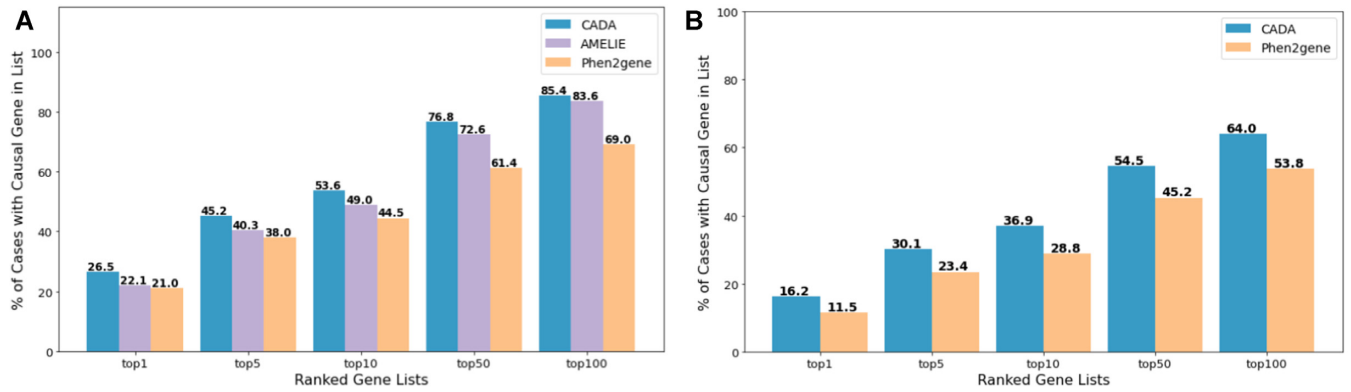 A
% of Cases with Causal Gene in List
100
80
60
40
20
0
CADA
AMELIE
Phen2gene
26.5
22.1
21.0
45.2
40.3
38.0
53.6
49.0
44.5
76.8
72.6
61.4
85.4
83.6
69.0
top1
top5
top10
top50
top100
Ranked Gene Lists
B
% of Cases with Causal Gene in List
100
80
60
40
20
0
CADA
Phen2gene
16.2
11.5
30.1
23.4
36.9
28.8
54.5
45.2
64.0
53.8
top1
top5
top10
top50
top100
Ranked Gene Lists